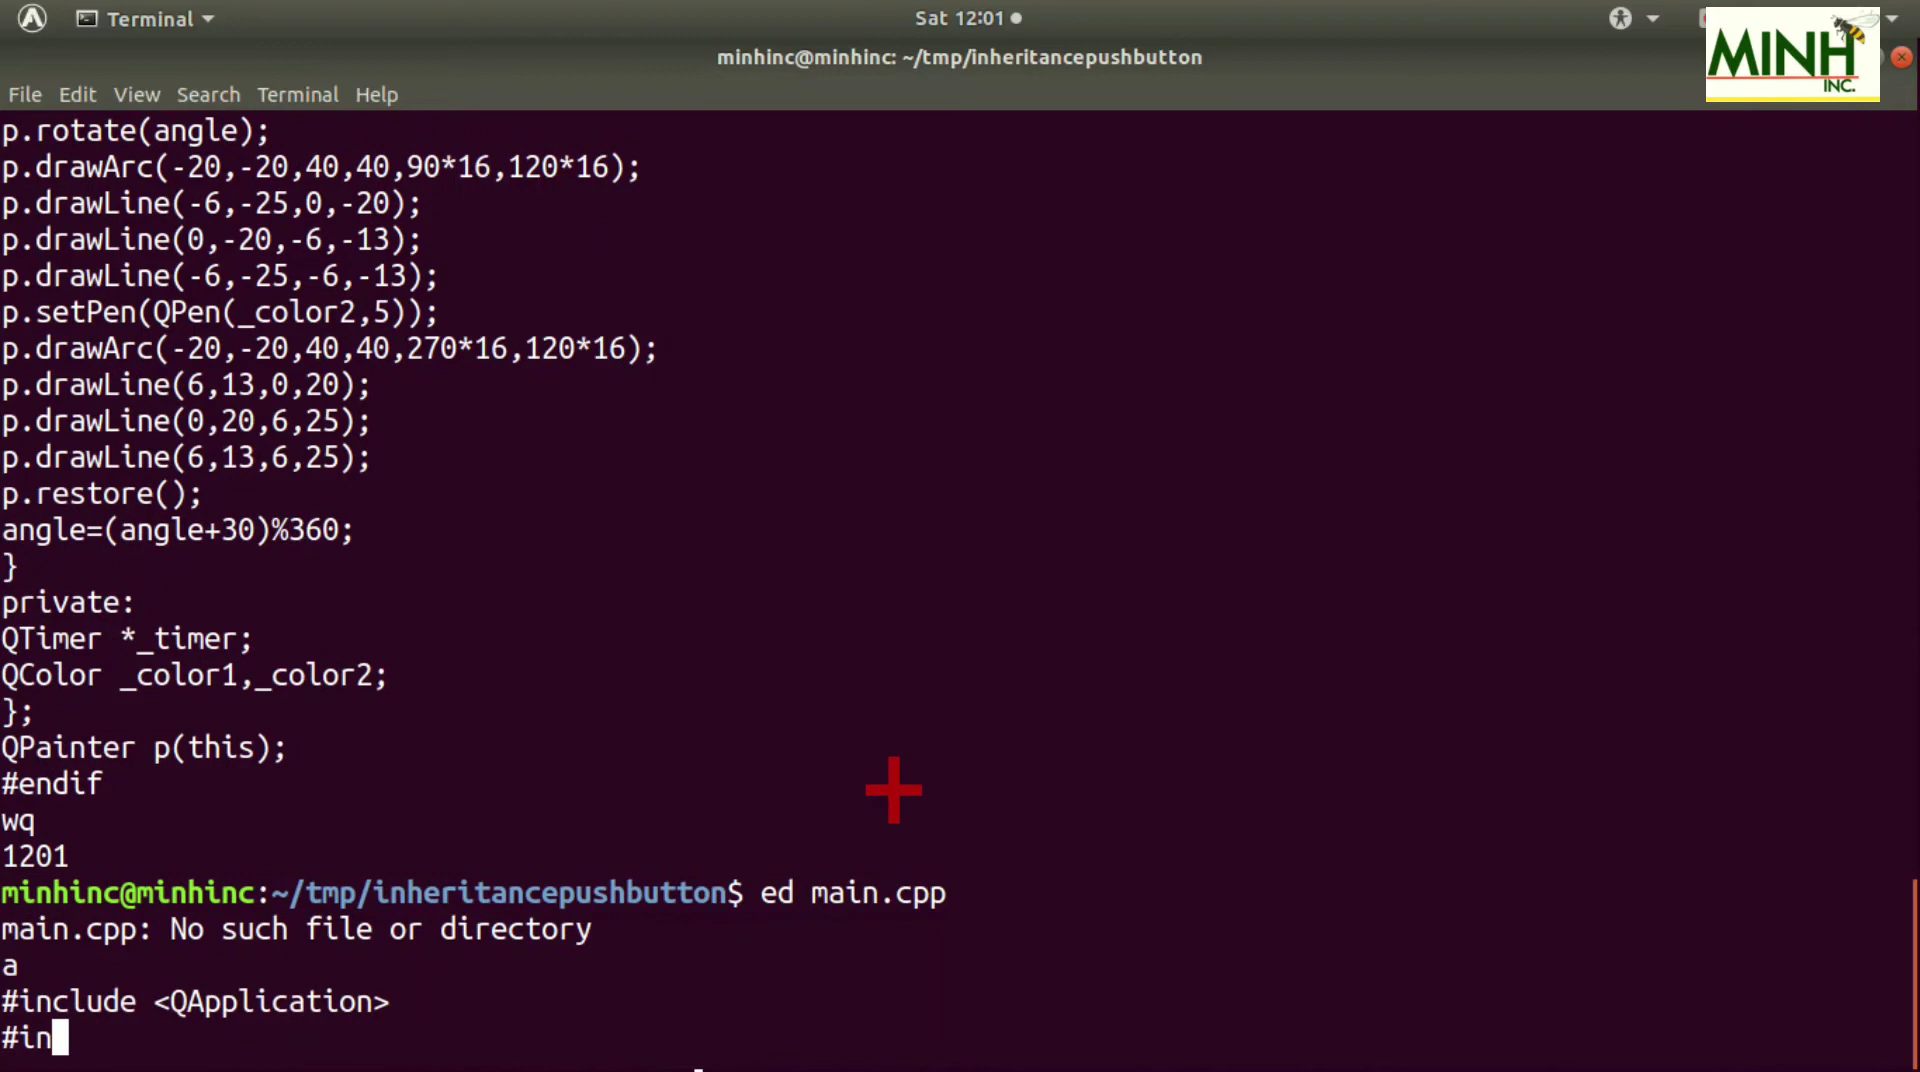 Terminal
Sat 12:01
MINH
INC.
minhinc@minhinc: ~/tmp/inheritancepushbutton
File Edit View Search Terminal Help
p.rotate(angle);
p.drawArc(-20,-20,40,40,90*16,120*16);
p.drawLine(-6,-25,0,-20);
p.drawLine(0,-20,-6,-13);
p.drawLine(-6,-25,-6,-13);
p.setPen(QPen(_color2,5));
p.drawArc(-20,-20,40,40,270*16,120*16);
p.drawLine(6,13,0,20);
p.drawLine(0,20,6,25);
p.drawLine(6,13,6,25);
p.restore();
angle=(angle+30)%360;
}
private:
QTimer *_timer;
QColor _color1,_color2;
};
QPainter p(this);
#endif
wq
1201
minhinc@minhinc:~/tmp/inheritancepushbutton$ ed main.cpp
main.cpp: No such file or directory
a
#include <QApplication>
#in